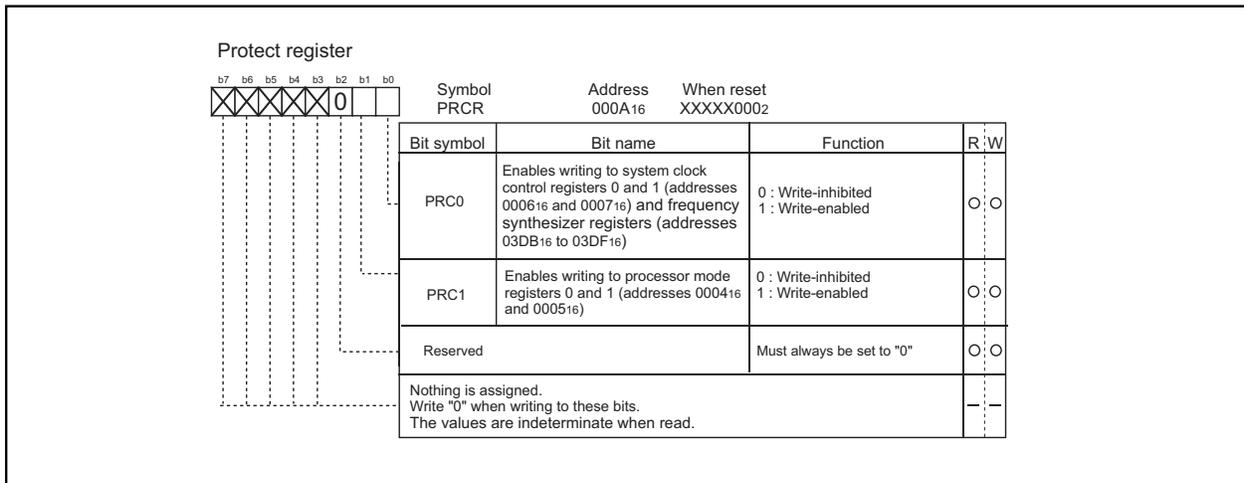 Protect register
b7 b6 b5 b4 b3 b2 b1 b0
0
Symbol Address When reset
PRCR 000A16 XXXXX0002
Bit symbol Bit name Function R W
PRC0
Enables writing to system clock
control registers 0 and 1 (addresses
000616 and 000716) and frequency
synthesizer registers (addresses
03DB16 to 03DF16)
0 : Write-inhibited
1 : Write-enabled
PRC1
Enables writing to processor mode
registers 0 and 1 (addresses 000416
and 000516)
0 : Write-inhibited
1 : Write-enabled
Reserved Must always be set to "0"
Nothing is assigned.
Write "0" when writing to these bits.
The values are indeterminate when read.